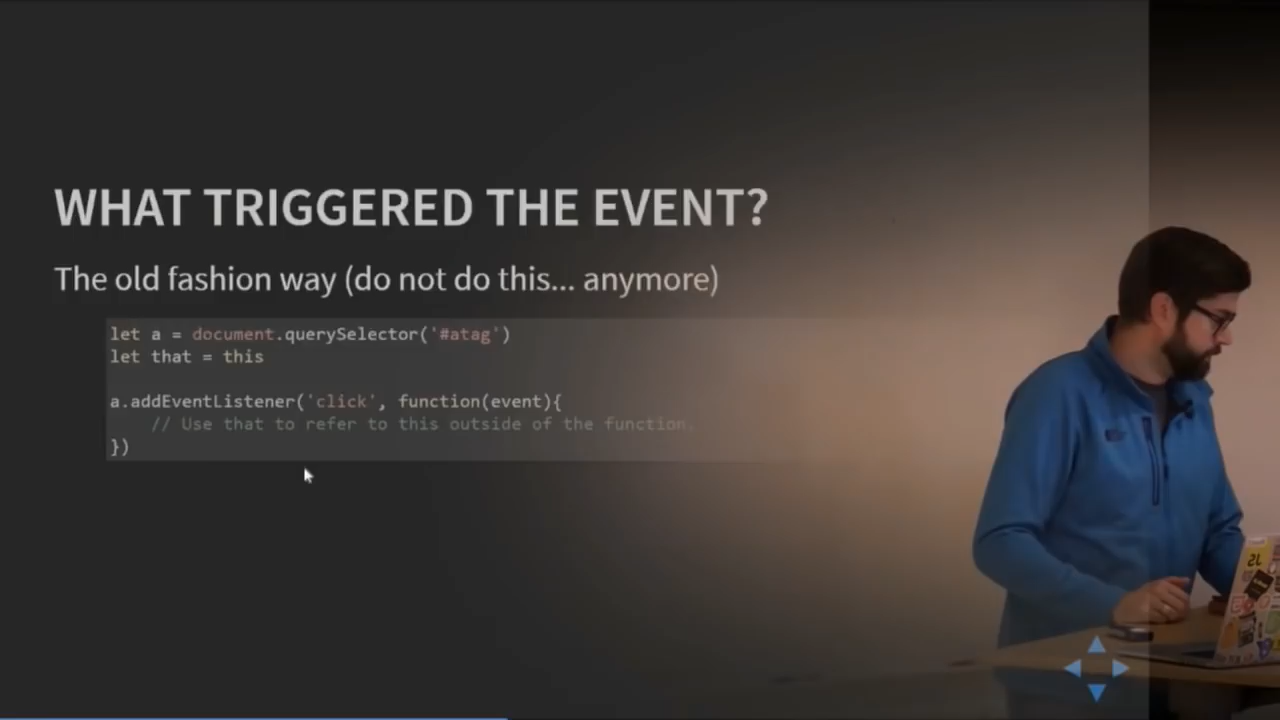 WHAT TRIGGERED THE EVENT?
The old fashion way (do not do this... anymore)
let a = document.querySelector('#atag')
let that = this
a.addEventListener('click', function(event){
    // Use that to refer to this outside of the function.
})